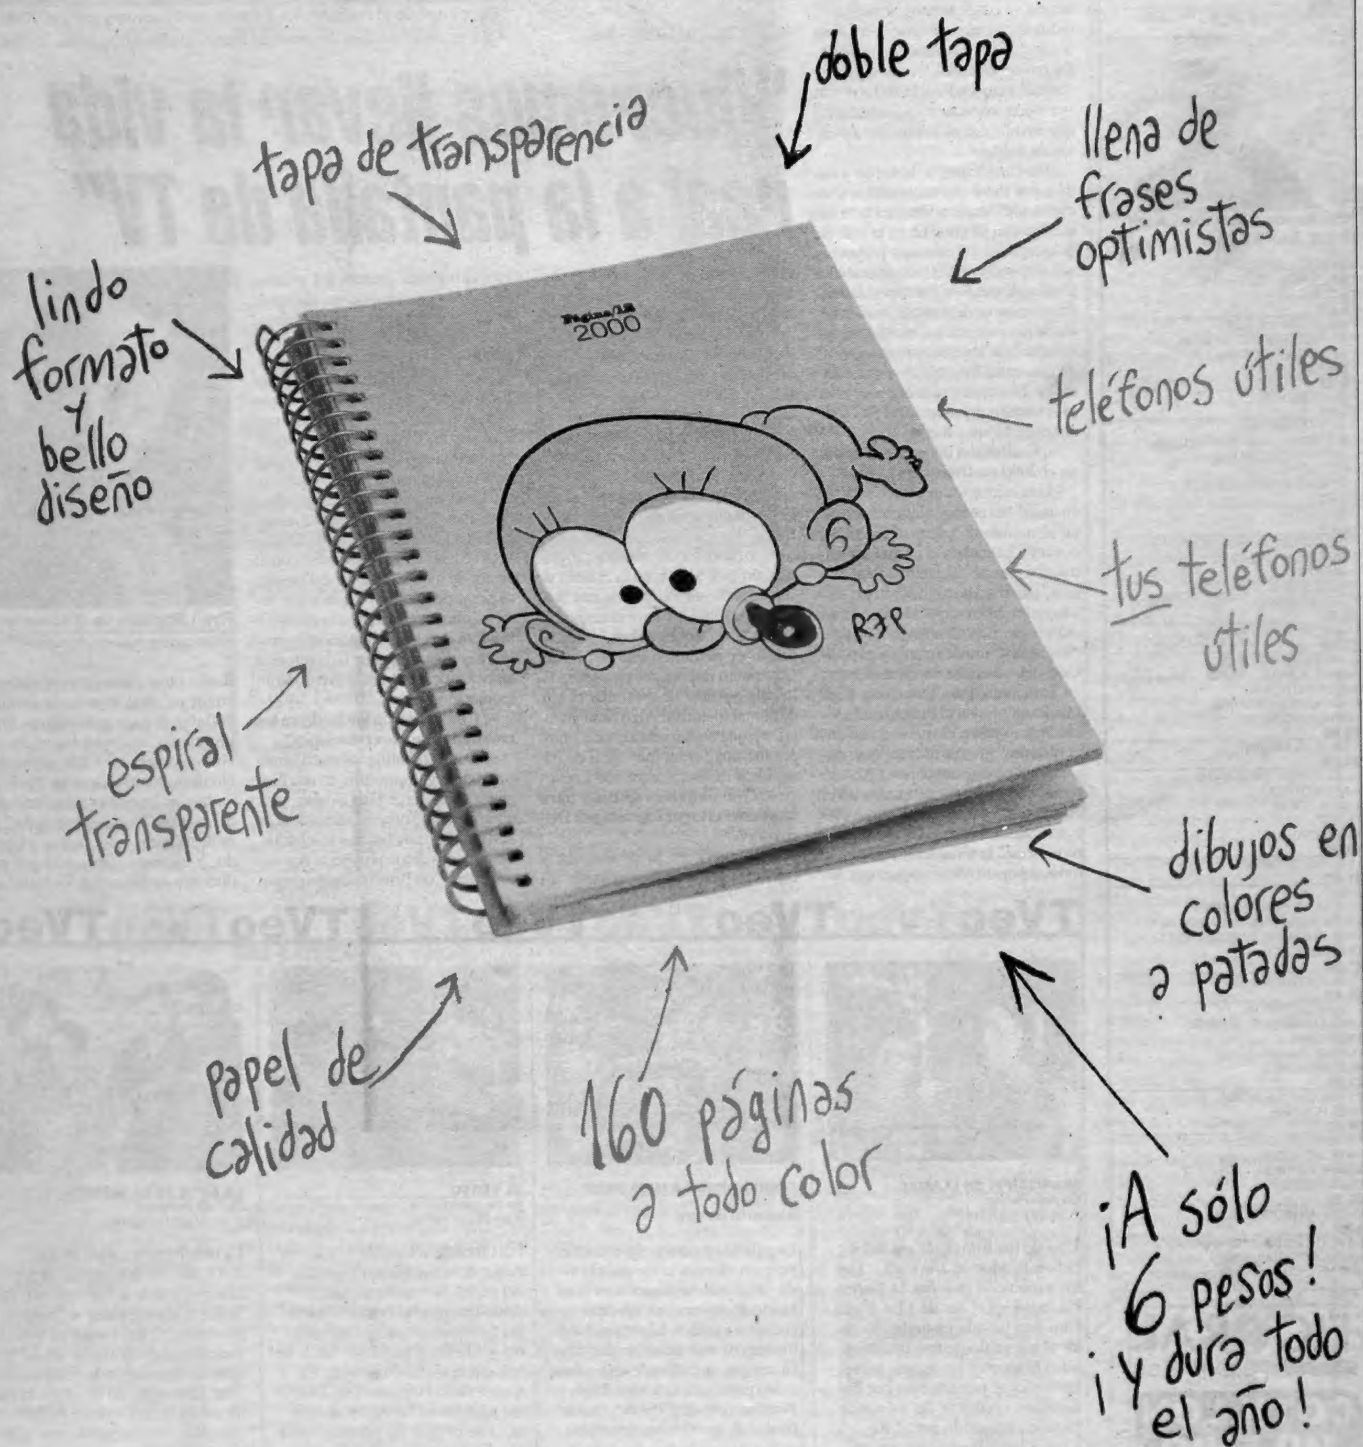 doble tapa
tapa de transparencia
llena de
frases
optimistas
lindo
formato
y
bello
diseño
Página/12
2000
teléfonos útiles
tus teléfonos
útiles
REP
espiral
transparente
dibujos en
colores
a patadas
papel de
calidad
160 páginas
a todo color
¡A sólo
6 pesos!
¡y dura todo
el año!